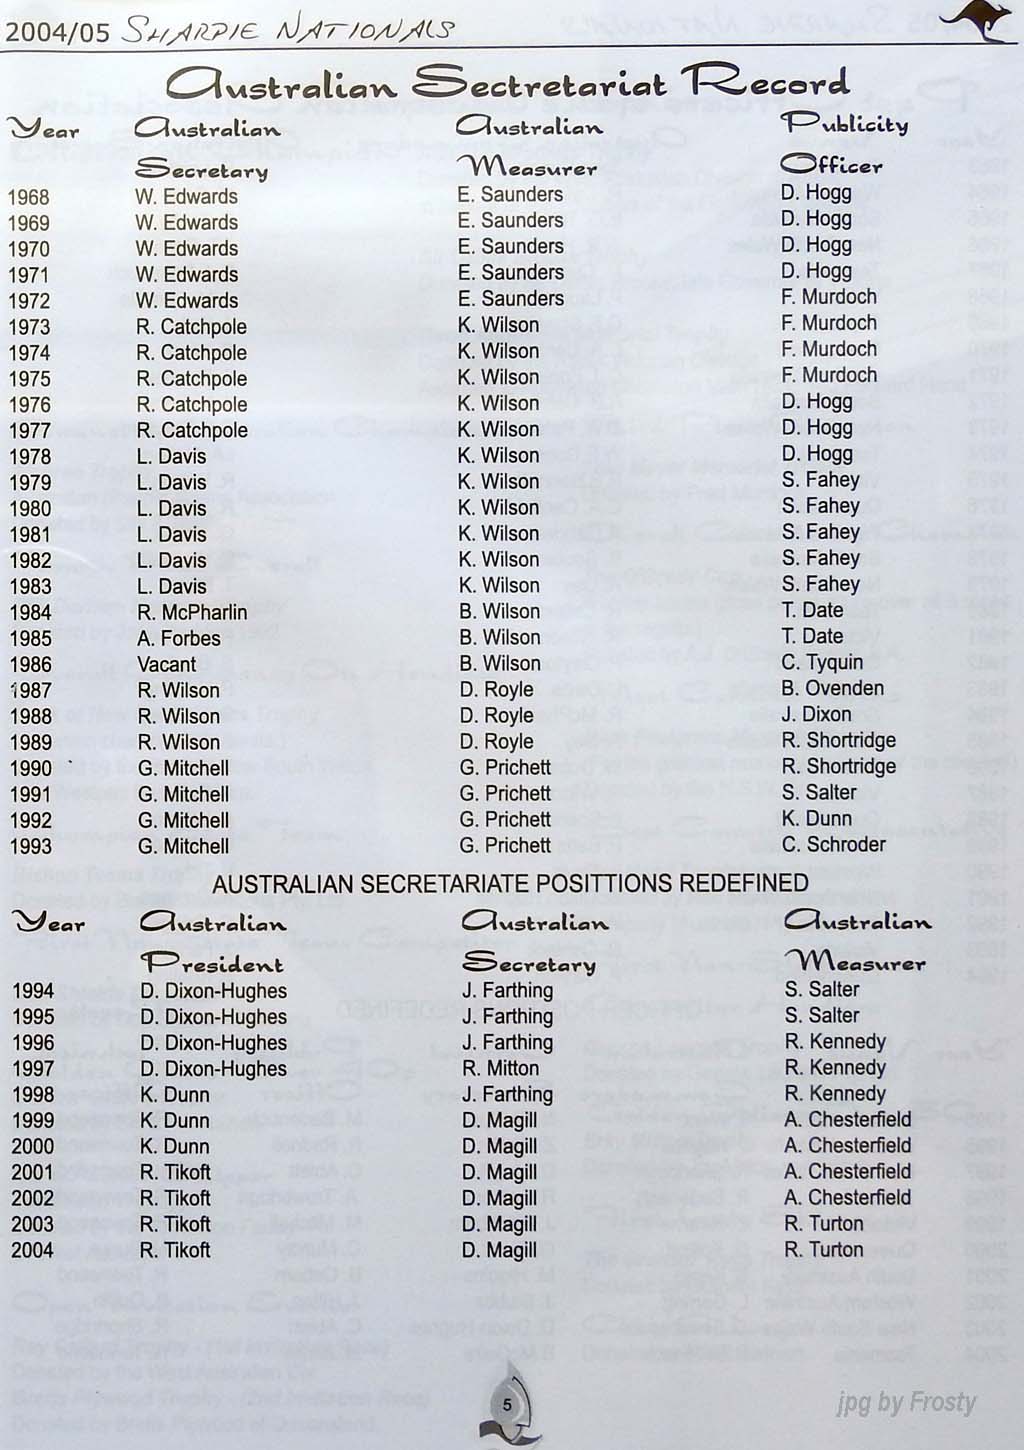 2004/05 SHARPIE NATIONALS
Australian Sectretariat Record
Year Australian Secretary Australian Measurer Publicity Officer
1968 W. Edwards E. Saunders D. Hogg
1969 W. Edwards E. Saunders D. Hogg
1970 W. Edwards E. Saunders D. Hogg
1971 W. Edwards E. Saunders D. Hogg
1972 W. Edwards E. Saunders F. Murdoch
1973 R. Catchpole K. Wilson F. Murdoch
1974 R. Catchpole K. Wilson F. Murdoch
1975 R. Catchpole K. Wilson F. Murdoch
1976 R. Catchpole K. Wilson D. Hogg
1977 R. Catchpole K. Wilson D. Hogg
1978 L. Davis K. Wilson D. Hogg
1979 L. Davis K. Wilson S. Fahey
1980 L. Davis K. Wilson S. Fahey
1981 L. Davis K. Wilson S. Fahey
1982 L. Davis K. Wilson S. Fahey
1983 L. Davis K. Wilson S. Fahey
1984 R. McPharlin B. Wilson T. Date
1985 A. Forbes B. Wilson T. Date
1986 Vacant B. Wilson C. Tyquin
1987 R. Wilson D. Royle B. Ovenden
1988 R. Wilson D. Royle J. Dixon
1989 R. Wilson D. Royle R. Shortridge
1990 G. Mitchell G. Prichett R. Shortridge
1991 G. Mitchell G. Prichett S. Salter
1992 G. Mitchell G. Prichett K. Dunn
1993 G. Mitchell G. Prichett C. Schroder
AUSTRALIAN SECRETARIATE POSITTIONS REDEFINED
Year Australian President Australian Secretary Australian Measurer
1994 D. Dixon-Hughes J. Farthing S. Salter
1995 D. Dixon-Hughes J. Farthing S. Salter
1996 D. Dixon-Hughes J. Farthing R. Kennedy
1997 D. Dixon-Hughes R. Mitton R. Kennedy
1998 K. Dunn J. Farthing R. Kennedy
1999 K. Dunn D. Magill A. Chesterfield
2000 K. Dunn D. Magill A. Chesterfield
2001 R. Tikoft D. Magill A. Chesterfield
2002 R. Tikoft D. Magill A. Chesterfield
2003 R. Tikoft D. Magill R. Turton
2004 R. Tikoft D. Magill R. Turton
5
jpg by Frosty